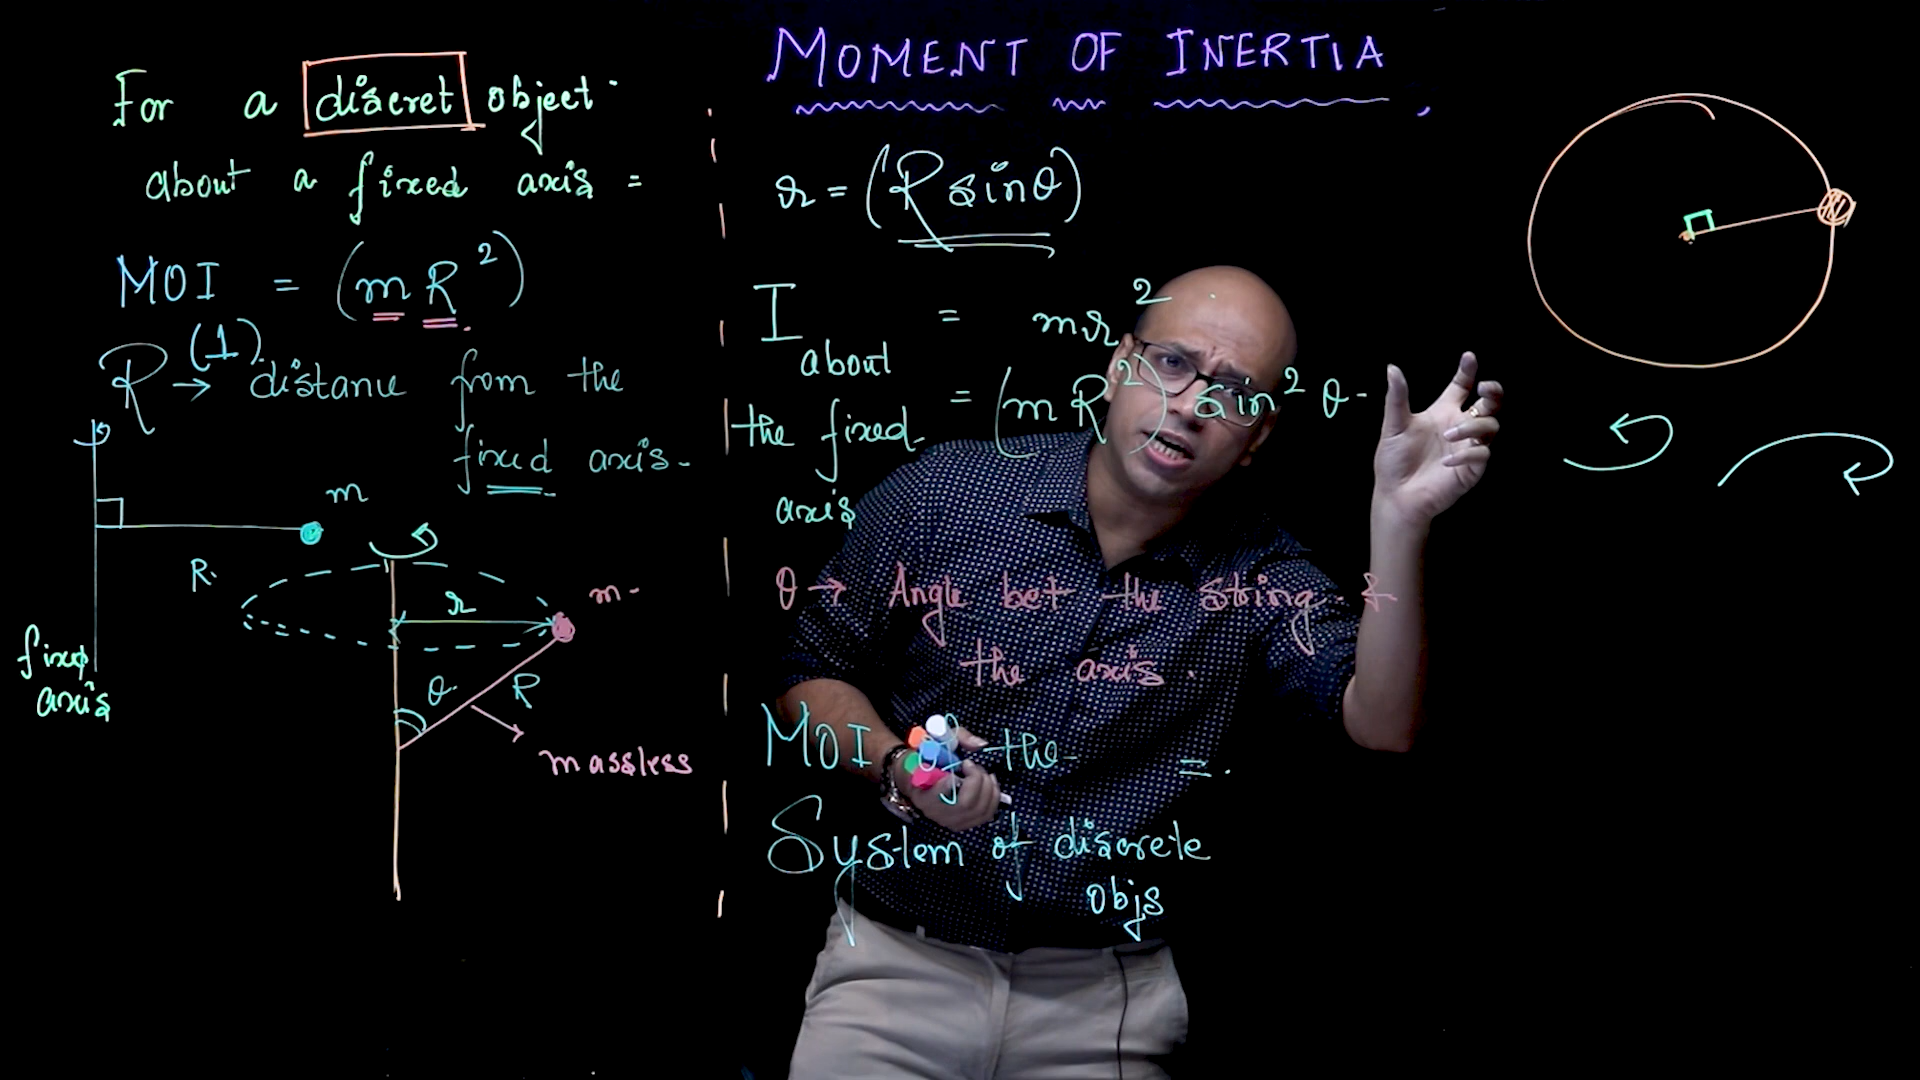 MOMENT OF INERTIA,
For a discret object
about a fixed axis =
MOI = (mR²)
(1)
R → distance from the
fixed axis.
m
R.
fixed
axis
r
m.
θ.
R
massless
r = (R sinθ)
I about the fixed axis = mr²
= (mR²) sin²θ.
θ → Angle bet the string &
the axis.
MOI of the =.
System of discrete
objs